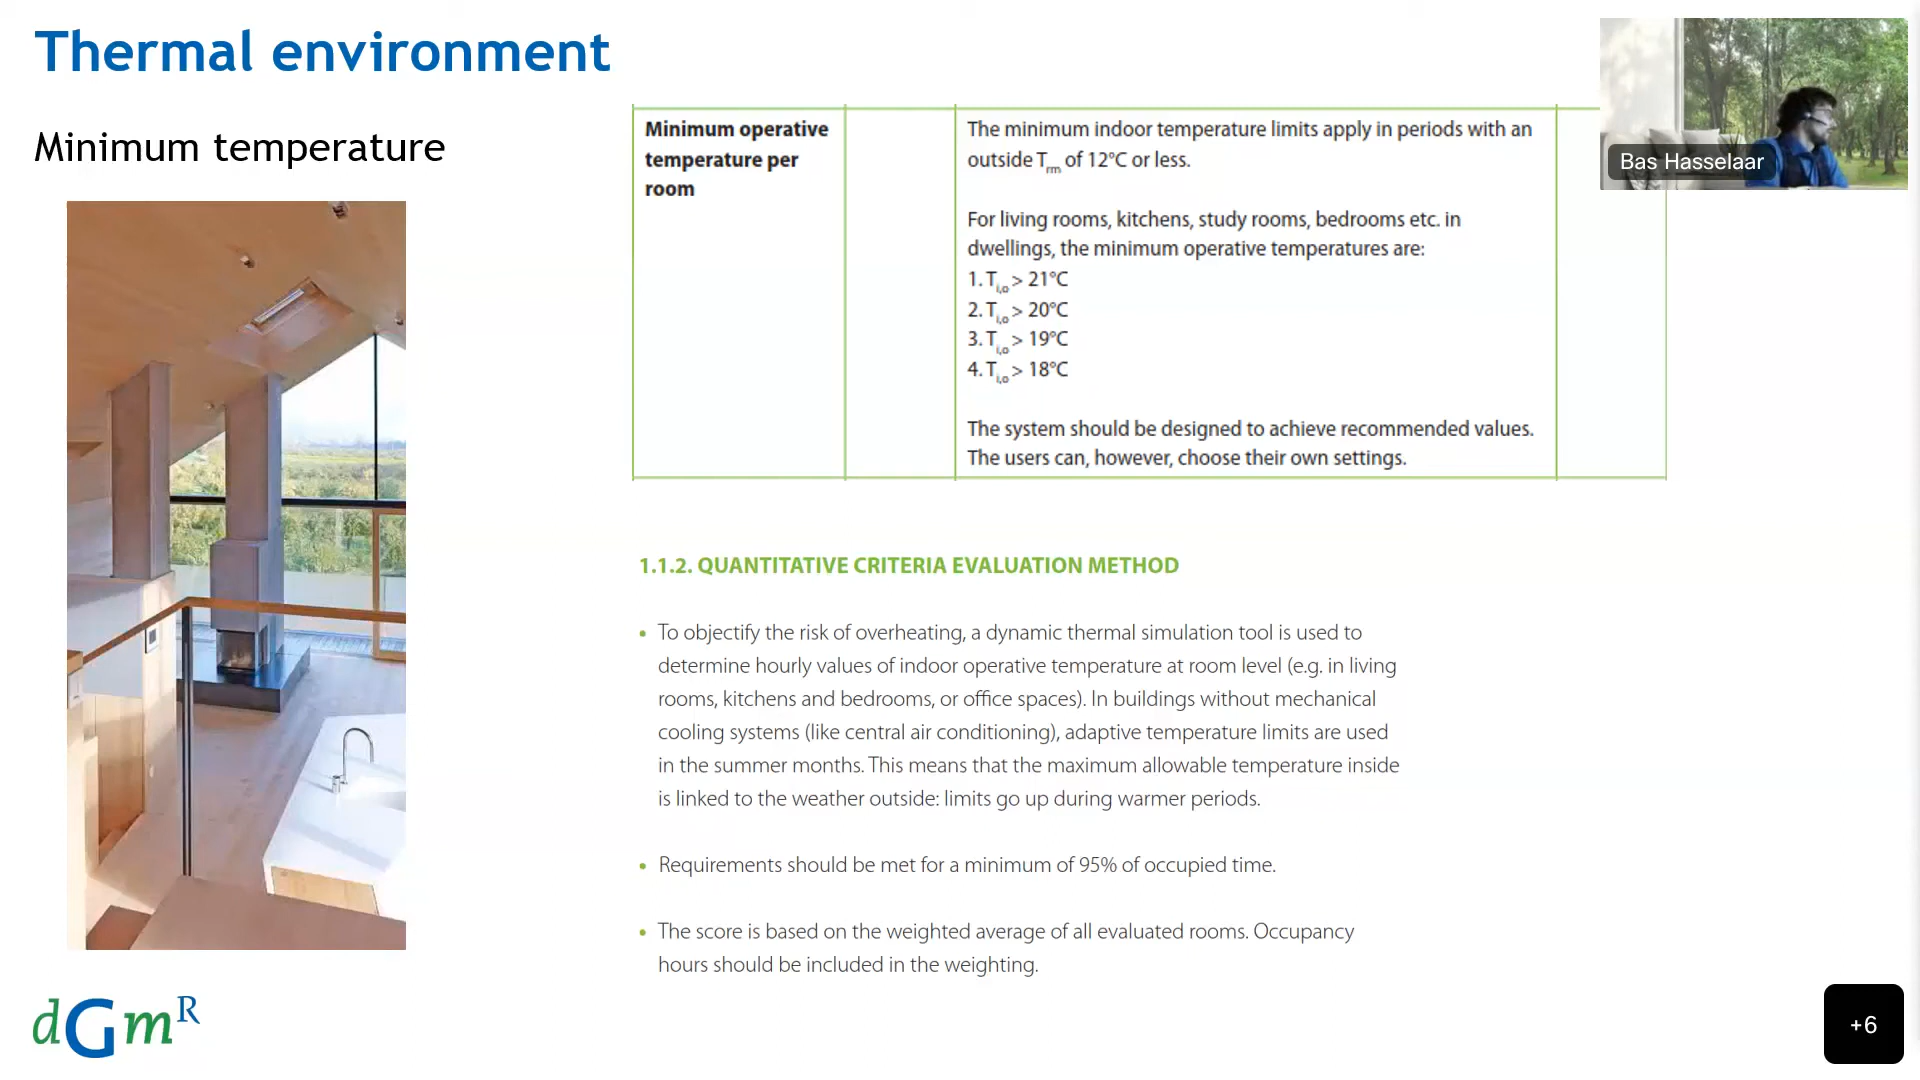 Thermal environment
Minimum temperature
Minimum operative
temperature per
room
The minimum indoor temperature limits apply in periods with an
outside Trm of 12°C or less.
For living rooms, kitchens, study rooms, bedrooms etc. in
dwellings, the minimum operative temperatures are:
1. Ti,o > 21°C
2. Ti,o > 20°C
3. Ti,o > 19°C
4. Ti,o > 18°C
The system should be designed to achieve recommended values.
The users can, however, choose their own settings.
Bas Hasselaar
1.1.2. QUANTITATIVE CRITERIA EVALUATION METHOD
• To objectify the risk of overheating, a dynamic thermal simulation tool is used to
determine hourly values of indoor operative temperature at room level (e.g. in living
rooms, kitchens and bedrooms, or office spaces). In buildings without mechanical
cooling systems (like central air conditioning), adaptive temperature limits are used
in the summer months. This means that the maximum allowable temperature inside
is linked to the weather outside: limits go up during warmer periods.
• Requirements should be met for a minimum of 95% of occupied time.
• The score is based on the weighted average of all evaluated rooms. Occupancy
hours should be included in the weighting.
dGmR
+6